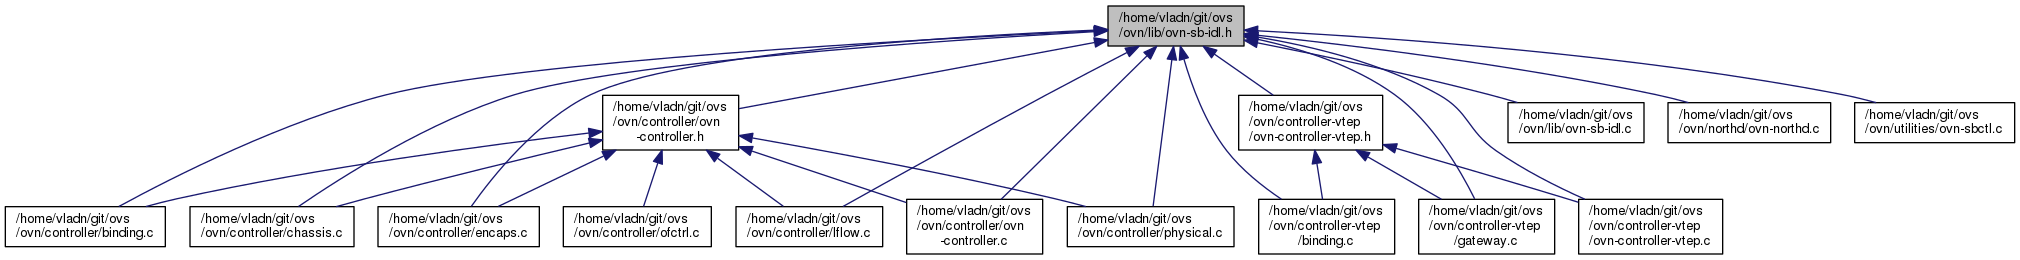 /home/vladn/git/ovs
/ovn/lib/ovn-sb-idl.h
/home/vladn/git/ovs
/ovn/controller/ovn
-controller.h
/home/vladn/git/ovs
/ovn/controller-vtep
/ovn-controller-vtep.h
/home/vladn/git/ovs
/ovn/lib/ovn-sb-idl.c
/home/vladn/git/ovs
/ovn/northd/ovn-northd.c
/home/vladn/git/ovs
/ovn/utilities/ovn-sbctl.c
/home/vladn/git/ovs
/ovn/controller/binding.c
/home/vladn/git/ovs
/ovn/controller/chassis.c
/home/vladn/git/ovs
/ovn/controller/encaps.c
/home/vladn/git/ovs
/ovn/controller/ofctrl.c
/home/vladn/git/ovs
/ovn/controller/lflow.c
/home/vladn/git/ovs
/ovn/controller/ovn
-controller.c
/home/vladn/git/ovs
/ovn/controller/physical.c
/home/vladn/git/ovs
/ovn/controller-vtep
/binding.c
/home/vladn/git/ovs
/ovn/controller-vtep
/gateway.c
/home/vladn/git/ovs
/ovn/controller-vtep
/ovn-controller-vtep.c